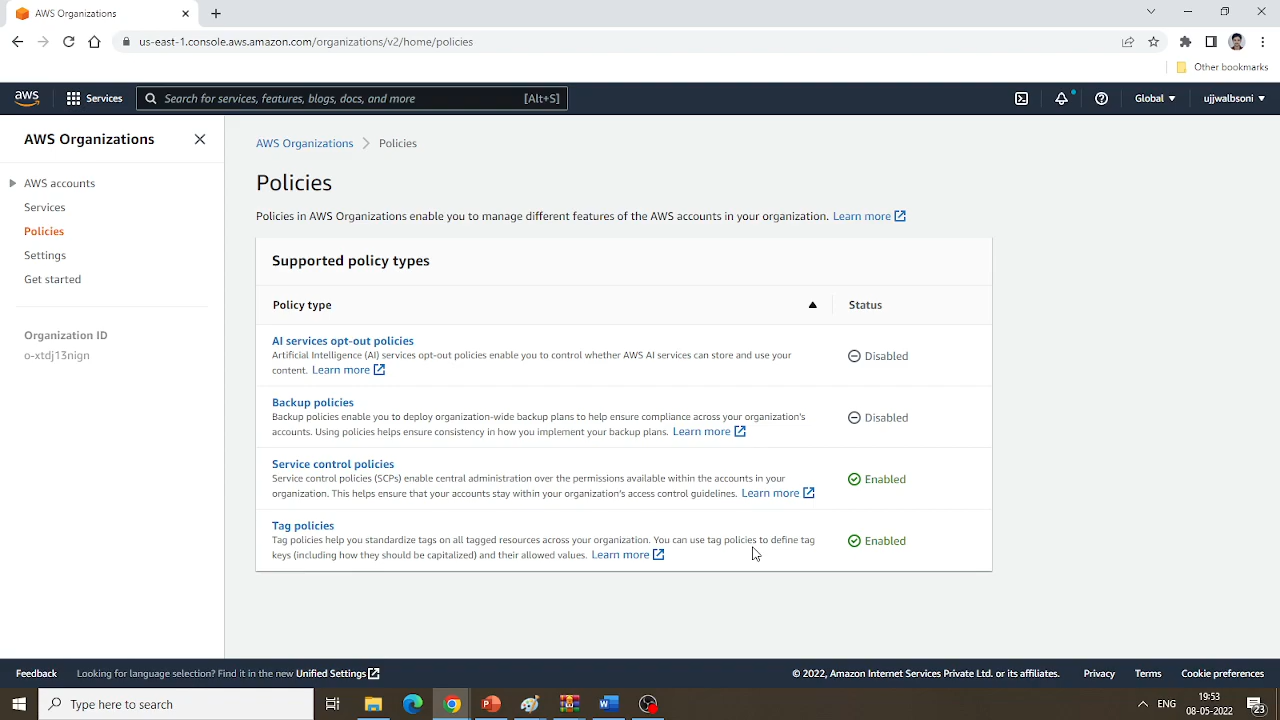 AWS Organizations
us-east-1.console.aws.amazon.com/organizations/v2/home/policies
Other bookmarks
aws
Services
Search for services, features, blogs, docs, and more
[Alt+S]
Global
ujjwalbsoni
AWS Organizations
AWS accounts
Services
Policies
Settings
Get started
Organization ID
o-xtdj13nign
AWS Organizations
Policies
Policies
Policies in AWS Organizations enable you to manage different features of the AWS accounts in your organization. Learn more
Supported policy types
Policy type
Status
AI services opt-out policies
Artificial Intelligence (AI) services opt-out policies enable you to control whether AWS AI services can store and use your
content. Learn more
Disabled
Backup policies
Backup policies enable you to deploy organization-wide backup plans to help ensure compliance across your organization's
accounts. Using policies helps ensure consistency in how you implement your backup plans. Learn more
Disabled
Service control policies
Service control policies (SCPs) enable central administration over the permissions available within the accounts in your
organization. This helps ensure that your accounts stay within your organization's access control guidelines. Learn more
Enabled
Tag policies
Tag policies help you standardize tags on all tagged resources across your organization. You can use tag policies to define tag
keys (including how they should be capitalized) and their allowed values. Learn more
Enabled
Feedback
Looking for language selection? Find it in the new Unified Settings
© 2022, Amazon Internet Services Private Ltd. or its affiliates.
Privacy
Terms
Cookie preferences
Type here to search
ENG
19:53
08-05-2022
23